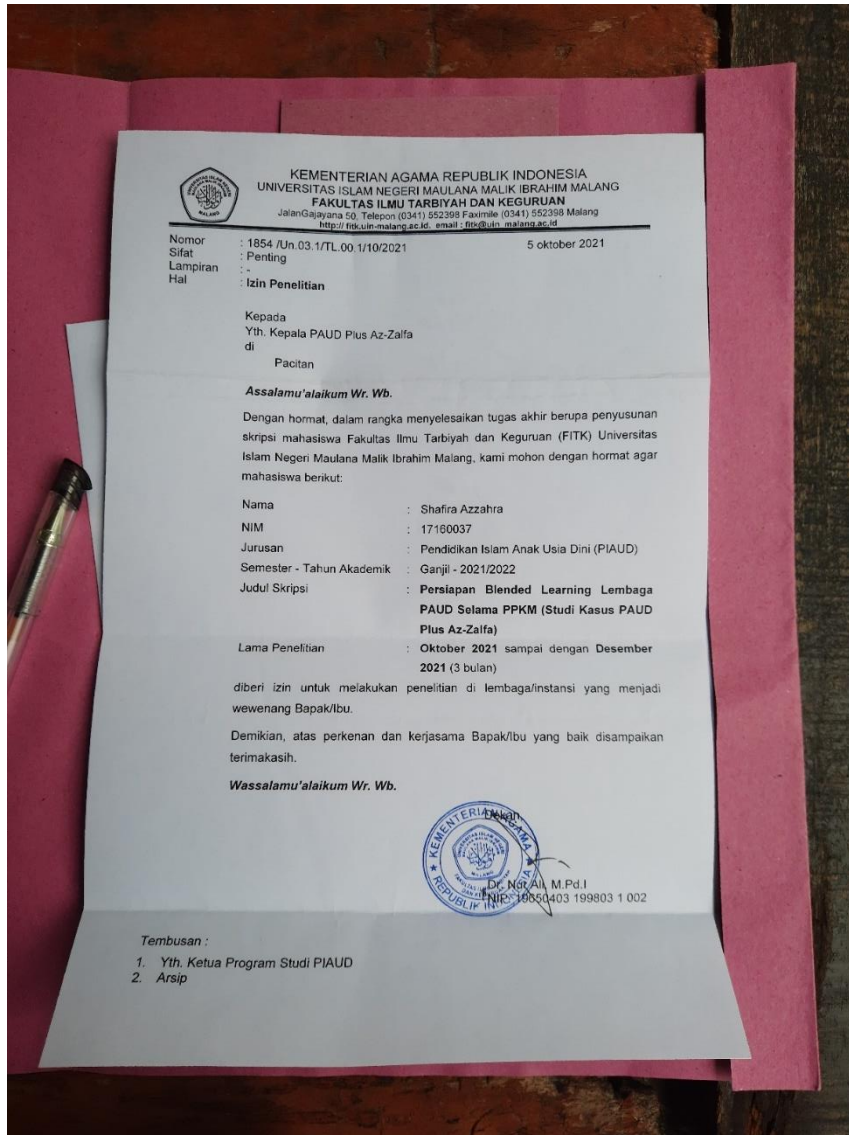 KEMENTERIAN AGAMA REPUBLIK INDONESIA
UNIVERSITAS ISLAM NEGERI MAULANA MALIK IBRAHIM MALANG
FAKULTAS ILMU TARBIYAH DAN KEGURUAN
JalanGajayana 50, Telepon (0341) 552398 Faximile (0341) 552398 Malang
http:// fitk.uin-malang.ac.id. email : fitk@uin_malang.ac.id
Nomor : 1854 /Un.03.1/TL.00.1/10/2021 5 oktober 2021
Sifat : Penting
Lampiran : -
Hal : Izin Penelitian
Kepada
Yth. Kepala PAUD Plus Az-Zalfa
di
Pacitan
Assalamu'alaikum Wr. Wb.
Dengan hormat, dalam rangka menyelesaikan tugas akhir berupa penyusunan
skripsi mahasiswa Fakultas Ilmu Tarbiyah dan Keguruan (FITK) Universitas
Islam Negeri Maulana Malik Ibrahim Malang, kami mohon dengan hormat agar
mahasiswa berikut:
Nama : Shafira Azzahra
NIM : 17160037
Jurusan : Pendidikan Islam Anak Usia Dini (PIAUD)
Semester - Tahun Akademik : Ganjil - 2021/2022
Judul Skripsi : Persiapan Blended Learning Lembaga
PAUD Selama PPKM (Studi Kasus PAUD
Plus Az-Zalfa)
Lama Penelitian : Oktober 2021 sampai dengan Desember
2021 (3 bulan)
diberi izin untuk melakukan penelitian di lembaga/instansi yang menjadi
wewenang Bapak/Ibu.
Demikian, atas perkenan dan kerjasama Bapak/Ibu yang baik disampaikan
terimakasih.
Wassalamu'alaikum Wr. Wb.
Dekan,
KEMENTERIAN AGAMA
REPUBLIK INDONESIA
Dr. Nur Ali, M.Pd.I
NIP. 19650403 199803 1 002
Tembusan :
1. Yth. Ketua Program Studi PIAUD
2. Arsip